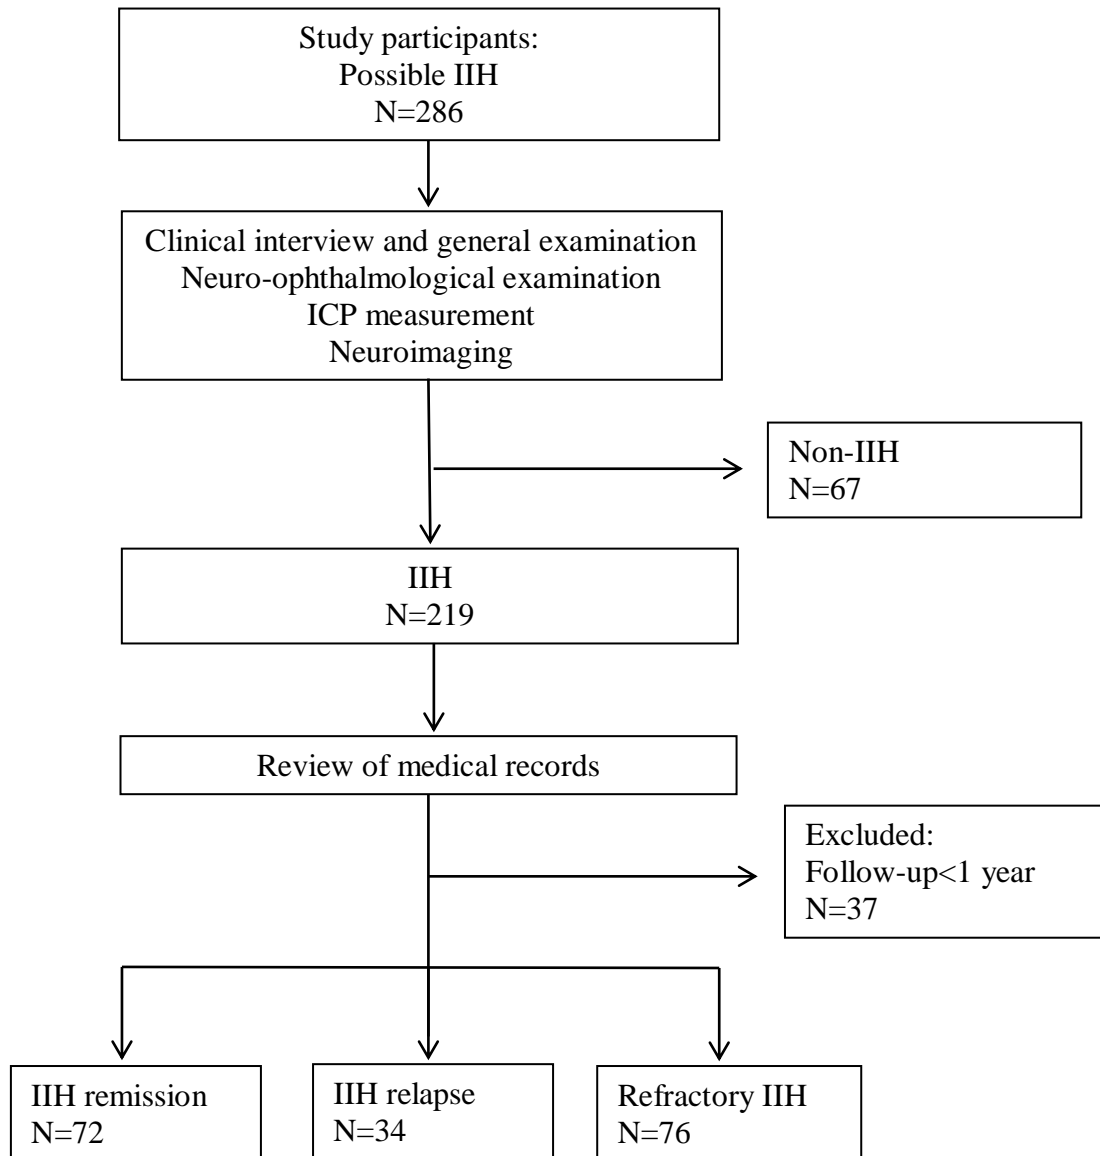 Study participants:
Possible IIH
N=286
Clinical interview and general examination
Neuro-ophthalmological examination
ICP measurement
Neuroimaging
Non-IIH
N=67
IIH
N=219
Review of medical records
Excluded:
Follow-up<1 year
N=37
IIH remission
N=72
IIH relapse
N=34
Refractory IIH
N=76